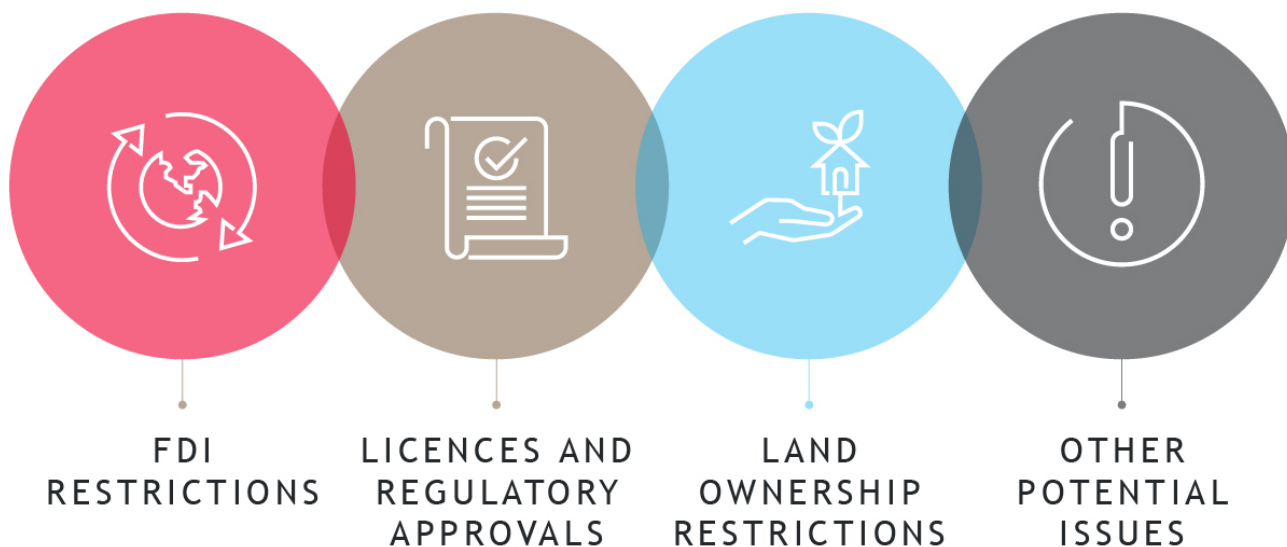 FDI
RESTRICTIONS
LICENCES AND
REGULATORY
APPROVALS
LAND
OWNERSHIP
RESTRICTIONS
OTHER
POTENTIAL
ISSUES